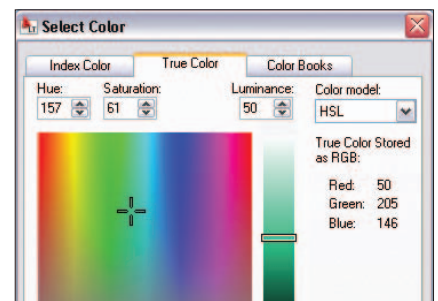 LT Select Color
Index Color True Color Color Books
Hue: Saturation: Luminance: Color model:
157 61 50 HSL
True Color Stored
as RGB:
Red: 50
Green: 205
Blue: 146